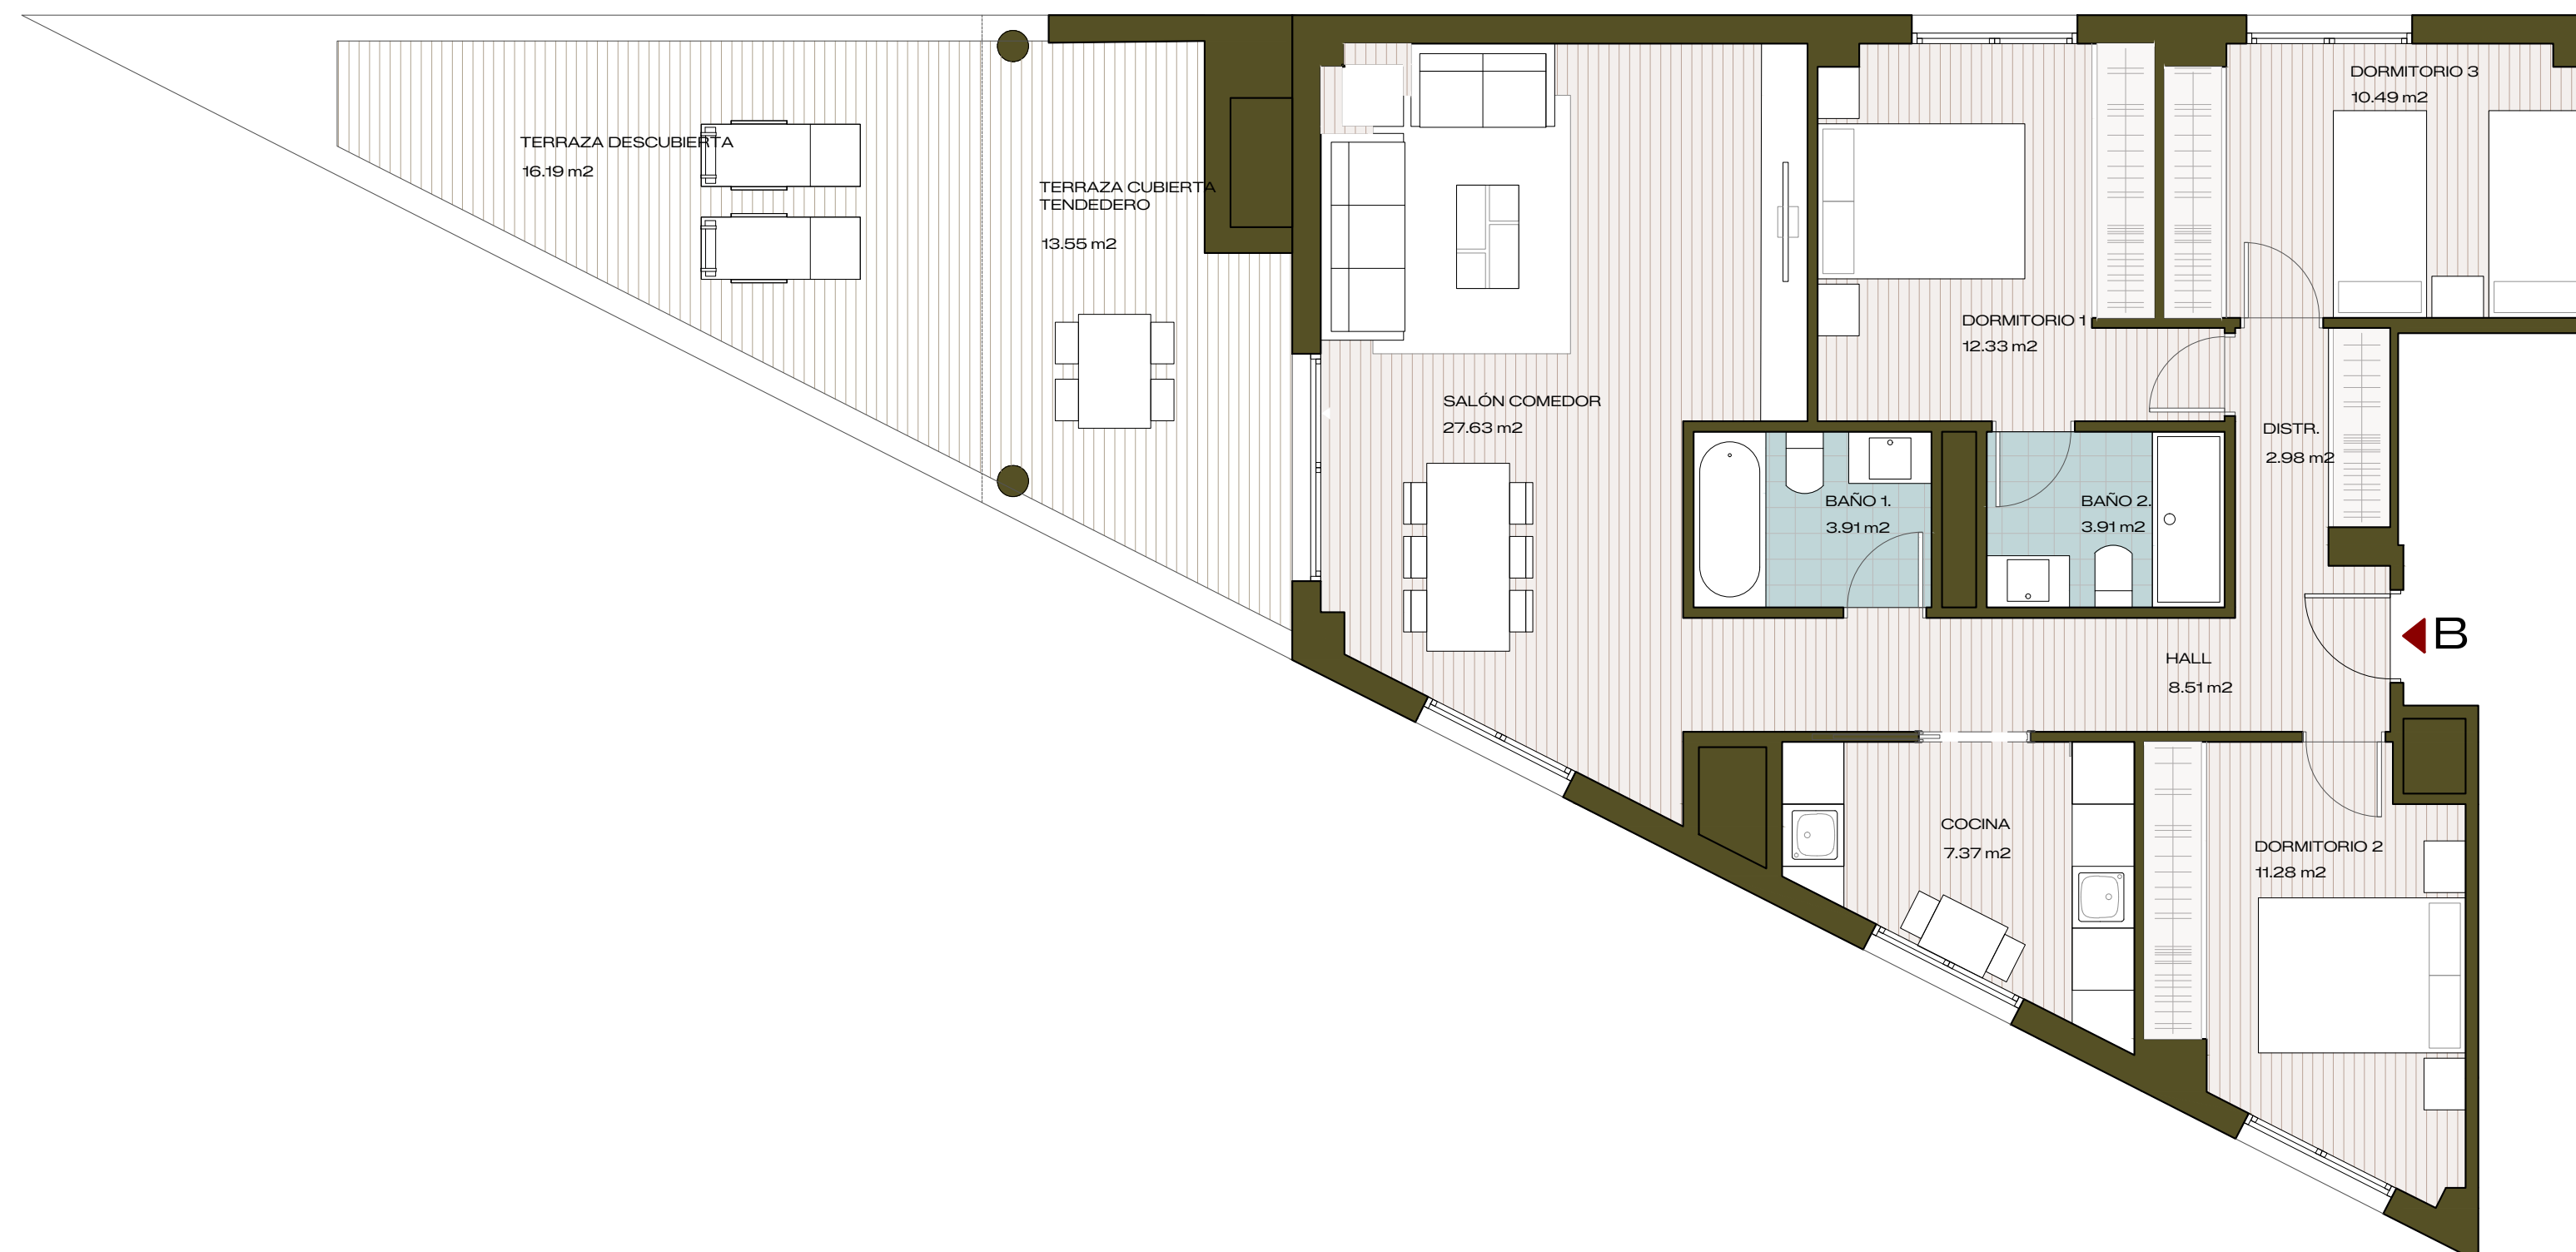 TERRAZA DESCUBIERTA
16.19 m2
TERRAZA CUBIERTA
TENDEDERO
13.55 m2
SALÓN COMEDOR
27.63 m2
DORMITORIO 1
12.33 m2
DORMITORIO 3
10.49 m2
DISTR.
2.98 m2
BAÑO 1.
3.91 m2
BAÑO 2.
3.91 m2
B
HALL
8.51 m2
COCINA
7.37 m2
DORMITORIO 2
11.28 m2